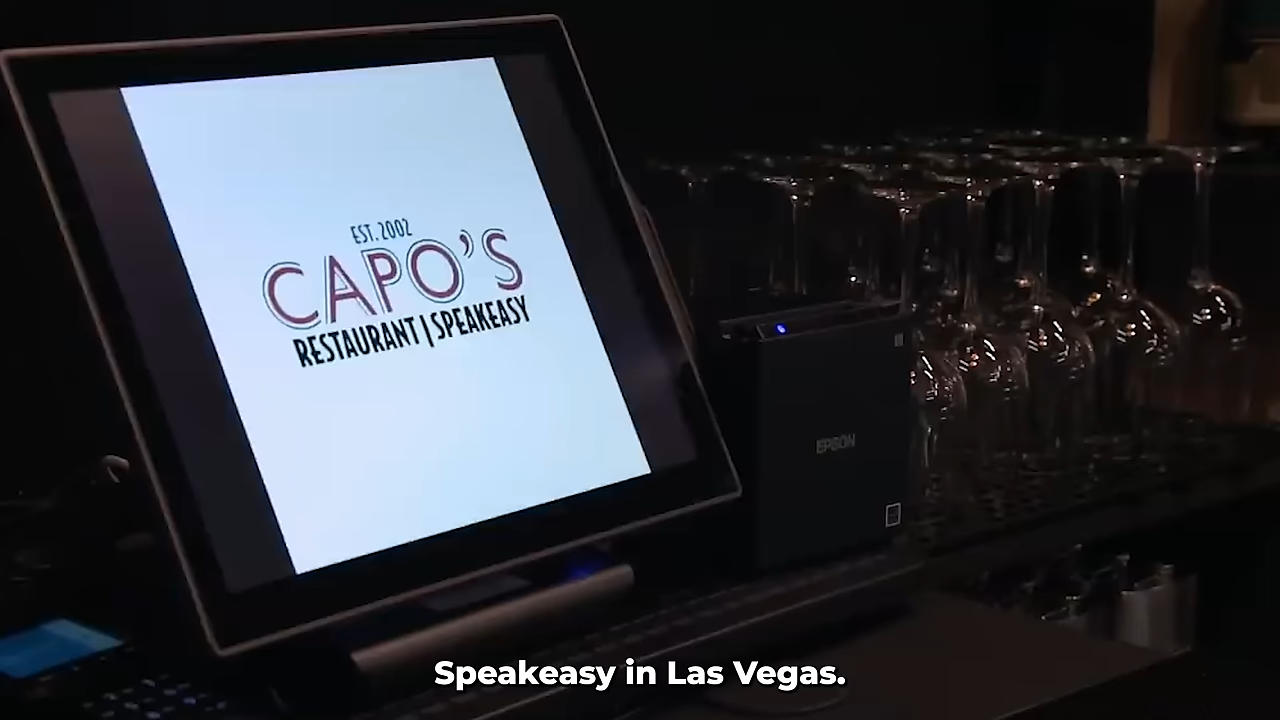 EST. 2002
CAPO'S
RESTAURANT | SPEAKEASY
EPSON
Speakeasy in Las Vegas.